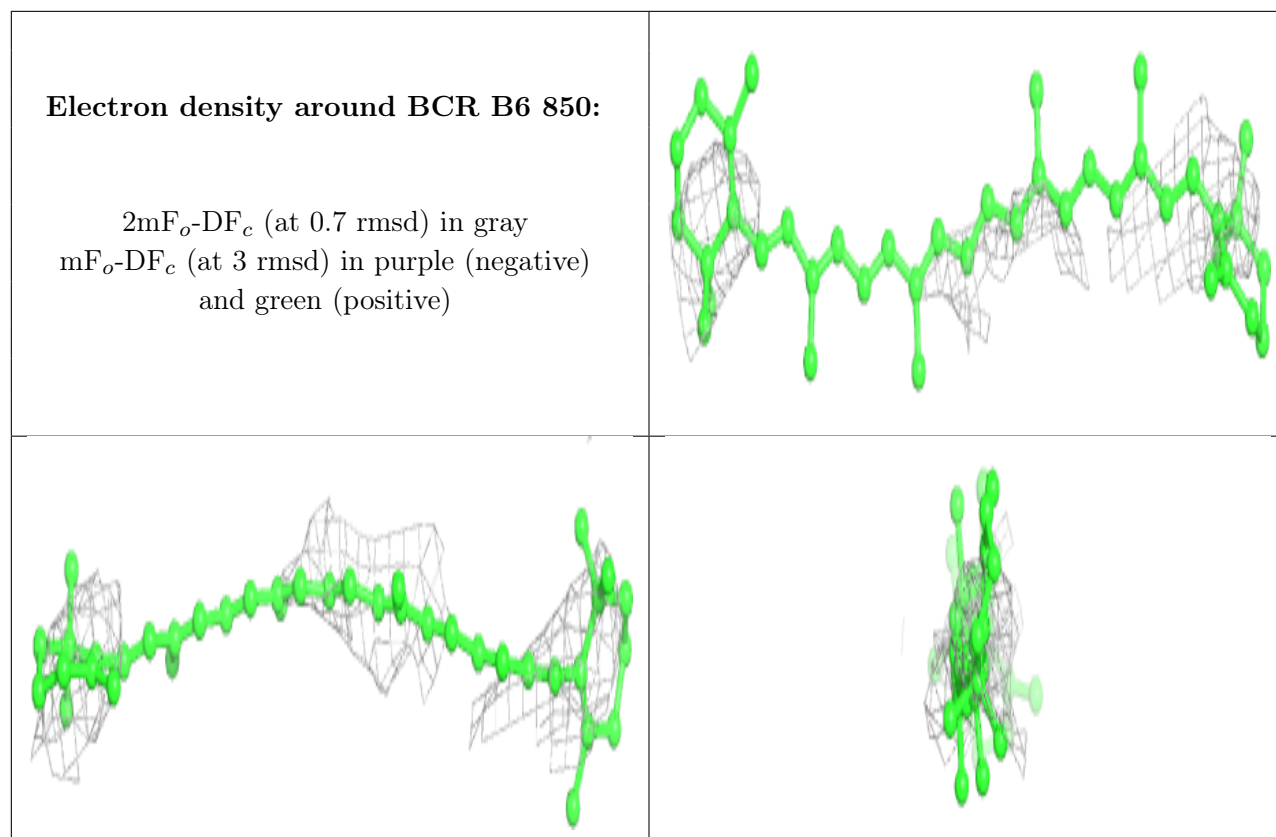 Electron density around BCR B6 850:
2mFo-DFc (at 0.7 rmsd) in gray
mFo-DFc (at 3 rmsd) in purple (negative)
and green (positive)